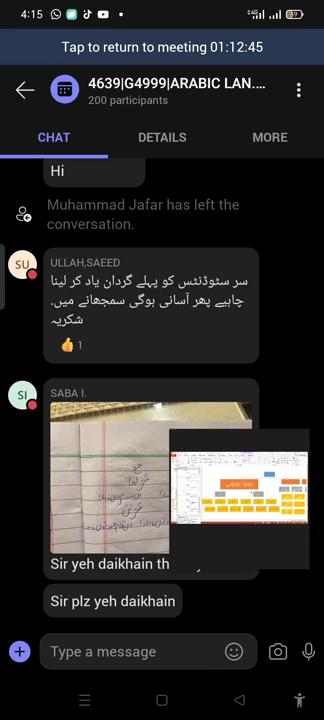 4:15
Tap to return to meeting 01:12:45
4639|G4999|ARABIC LAN....
200 participants
CHAT DETAILS MORE
Hi
Muhammad Jafar has left the
conversation.
SU
ULLAH,SAEED
سر سٹوڈنٹس کو پہلے گردان یاد کر لینا
چاہیے پھر آسانی ہوگی سمجھانے میں.
شکریہ
👍 1
SI
SABA I.
Sir yeh daikhain th
Sir plz yeh daikhain
Type a message